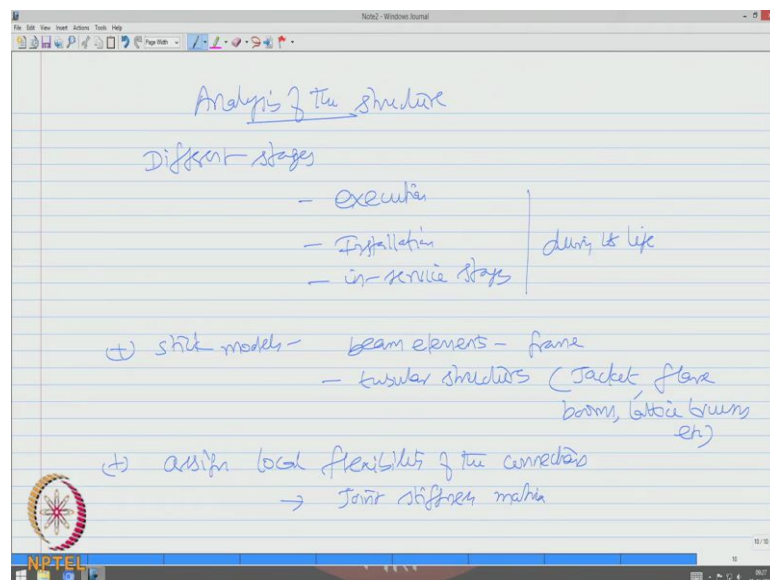 Note2 - Windows Journal
File Edit View Insert Actions Tools Help
Page Width
Analysis of the structure
Different stages
- execution
- Installation
during its life
- in-service stages
(+) stick models - beam elements - frame
- tubular structures (Jacket, flare
booms, lattice trusses
etc)
(+) assign local flexibility of the connections
→ Joint stiffness matrix
NPTEL
10/10
10